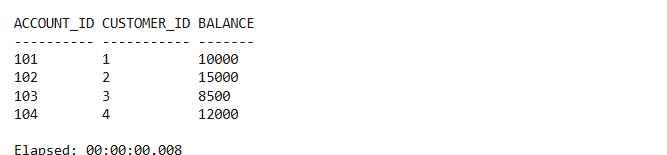 ACCOUNT_ID CUSTOMER_ID BALANCE
---------- ----------- -------
101        1           10000
102        2           15000
103        3           8500
104        4           12000
Elapsed: 00:00:00.008